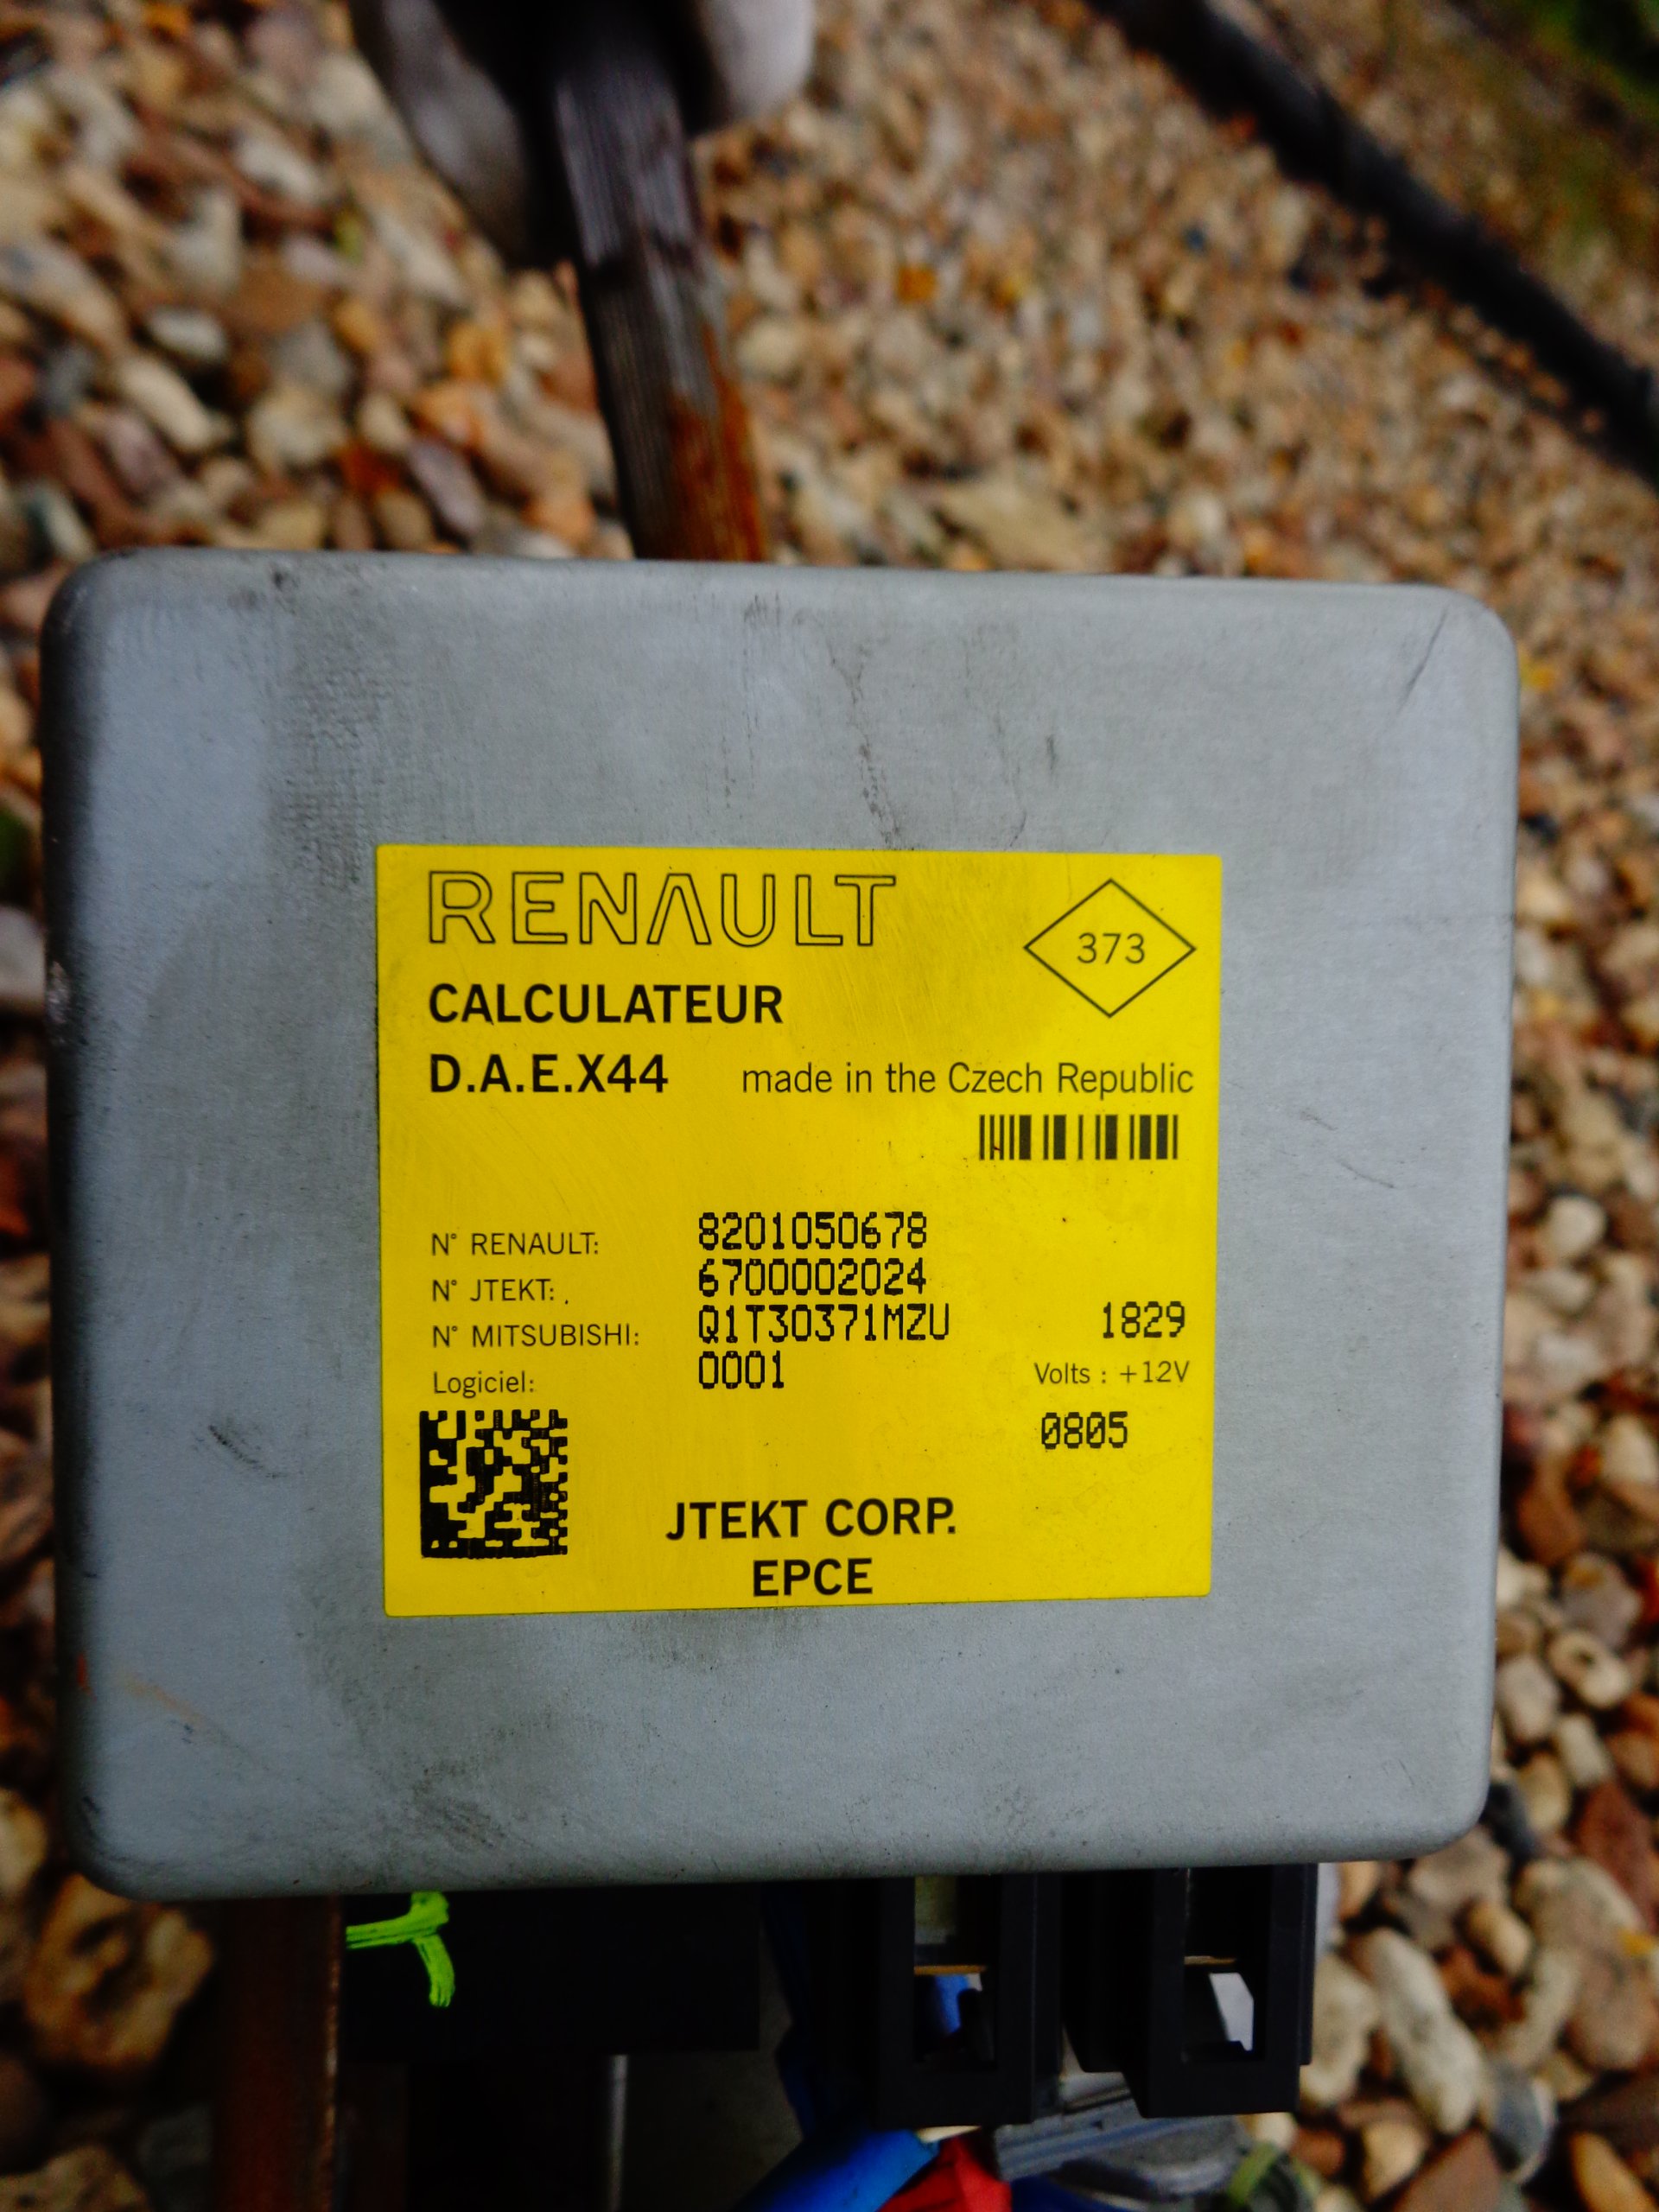 RENAULT
373
CALCULATEUR
D.A.E.X44 made in the Czech Republic
N° RENAULT: 8201050678
N° JTEKT: 6700002024
N° MITSUBISHI: Q1T30371MZU 1829
Logiciel: 0001 Volts : +12V
0805
JTEKT CORP.
EPCE